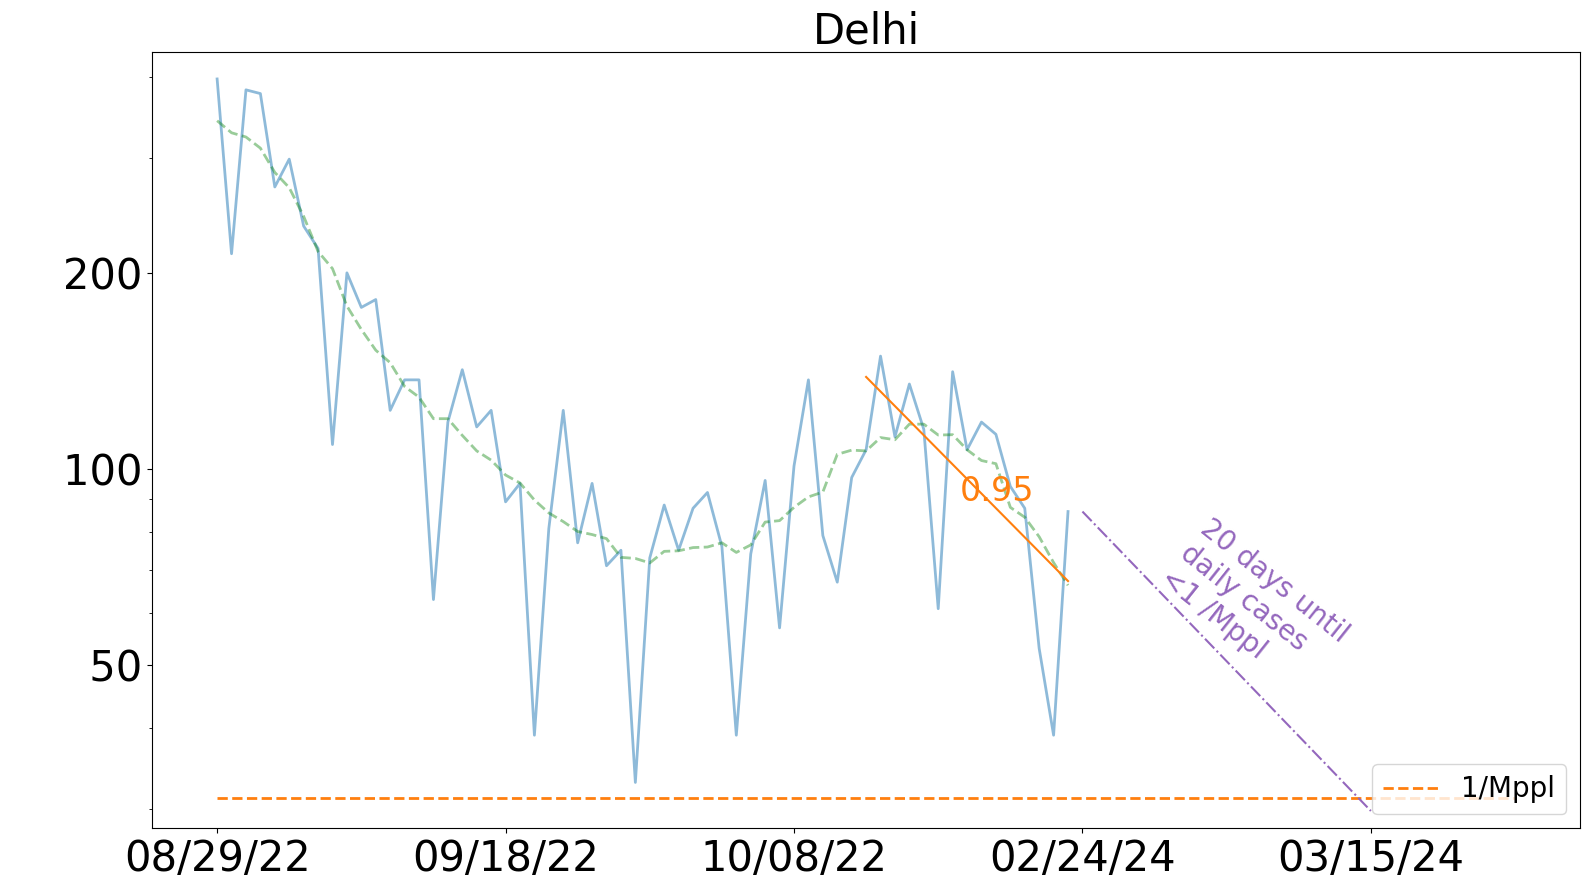 Delhi
200
100
50
0.95
20 days until
daily cases
<1 /Mppl
1/Mppl
08/29/22
09/18/22
10/08/22
02/24/24
03/15/24